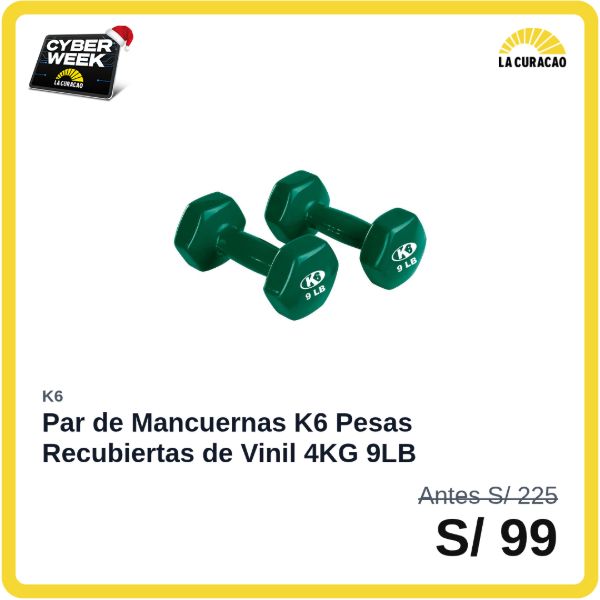 CYBER
WEEK
LA CURACAO
LA CURACAO
K6
9 LB
K6
9 LB
K6
Par de Mancuernas K6 Pesas
Recubiertas de Vinil 4KG 9LB
Antes S/ 225
S/ 99